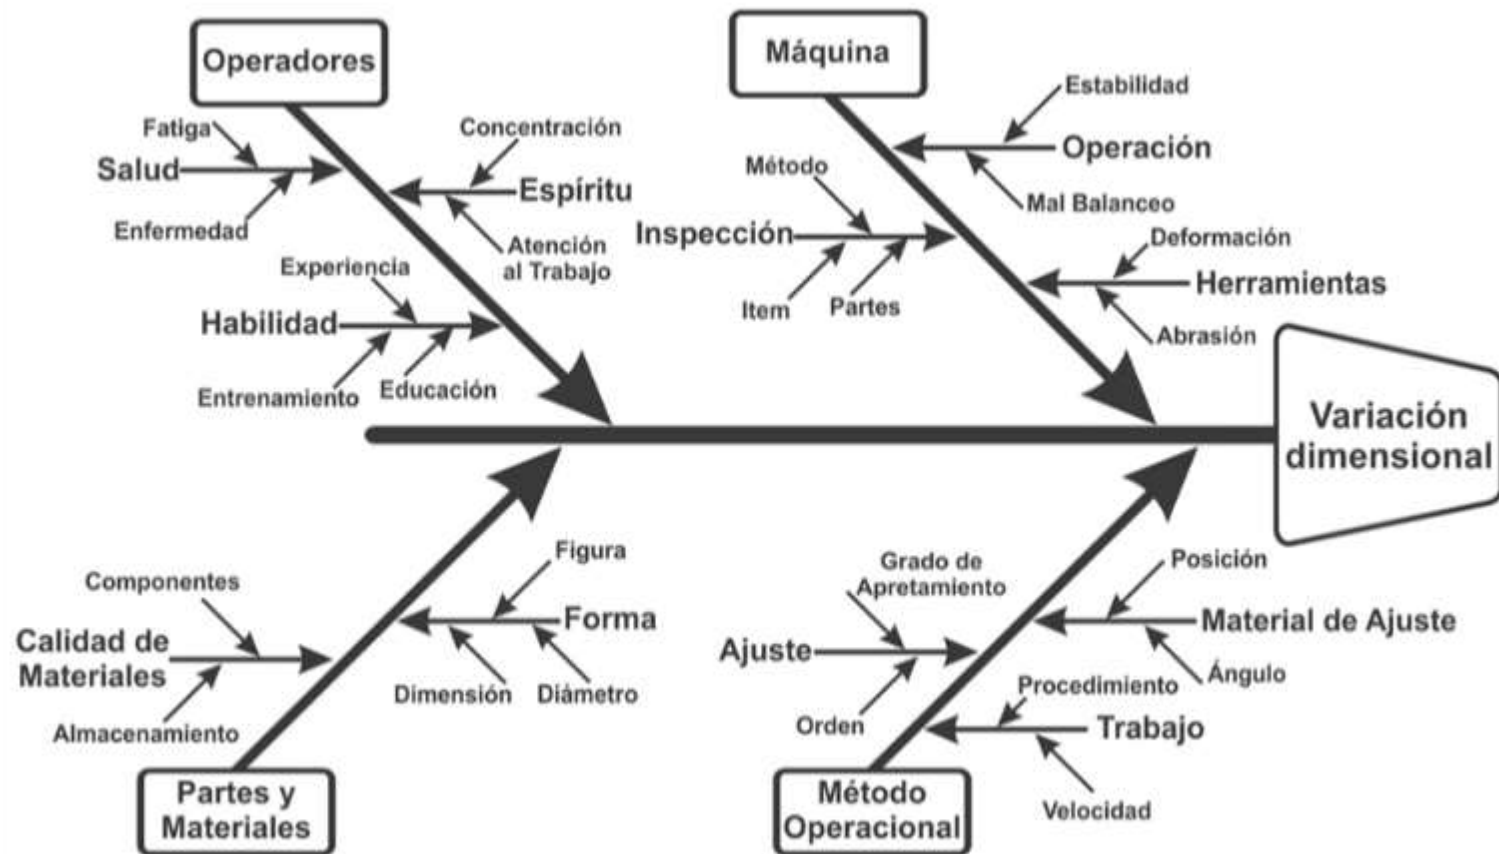 Operadores
Máquina
Fatiga
Concentración
Estabilidad
Salud
Espíritu
Método
Operación
Enfermedad
Atención
al Trabajo
Inspección
Mal Balanceo
Experiencia
Deformación
Habilidad
Item
Partes
Herramientas
Entrenamiento
Educación
Abrasión
Variación
dimensional
Componentes
Figura
Grado de
Apretamiento
Posición
Calidad de
Materiales
Forma
Ajuste
Material de Ajuste
Almacenamiento
Dimensión
Diámetro
Orden
Procedimiento
Ángulo
Trabajo
Velocidad
Partes y
Materiales
Método
Operacional